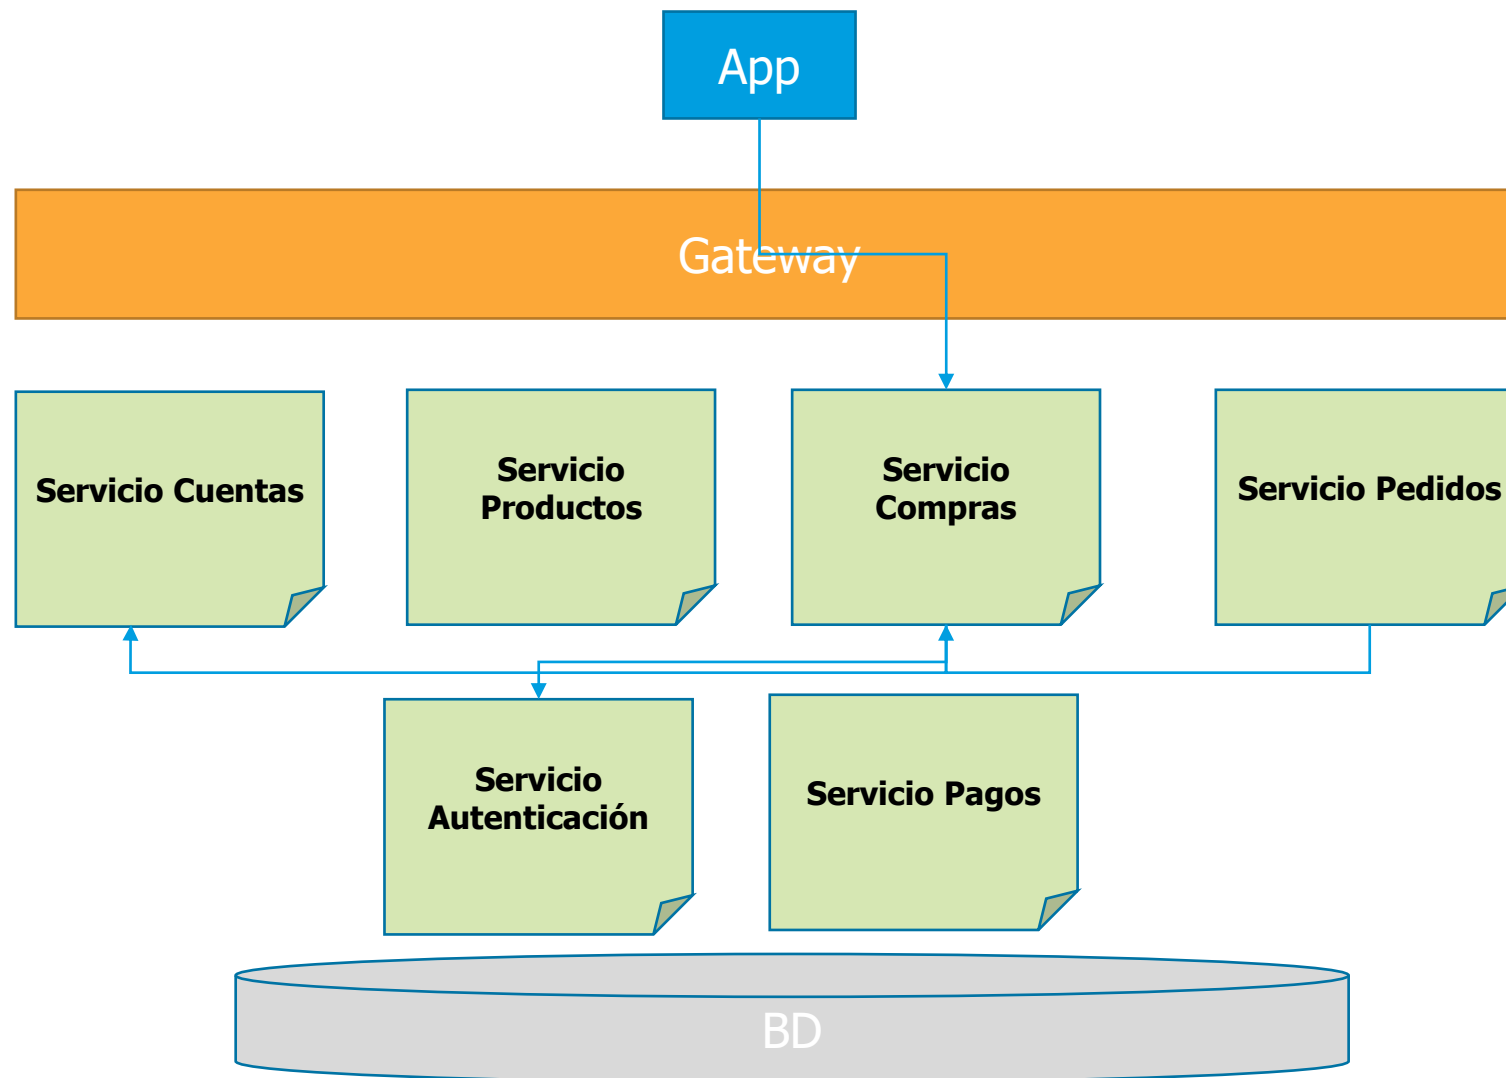 App
Gateway
Servicio Cuentas
Servicio
Productos
Servicio
Compras
Servicio Pedidos
Servicio
Autenticación
Servicio Pagos
BD